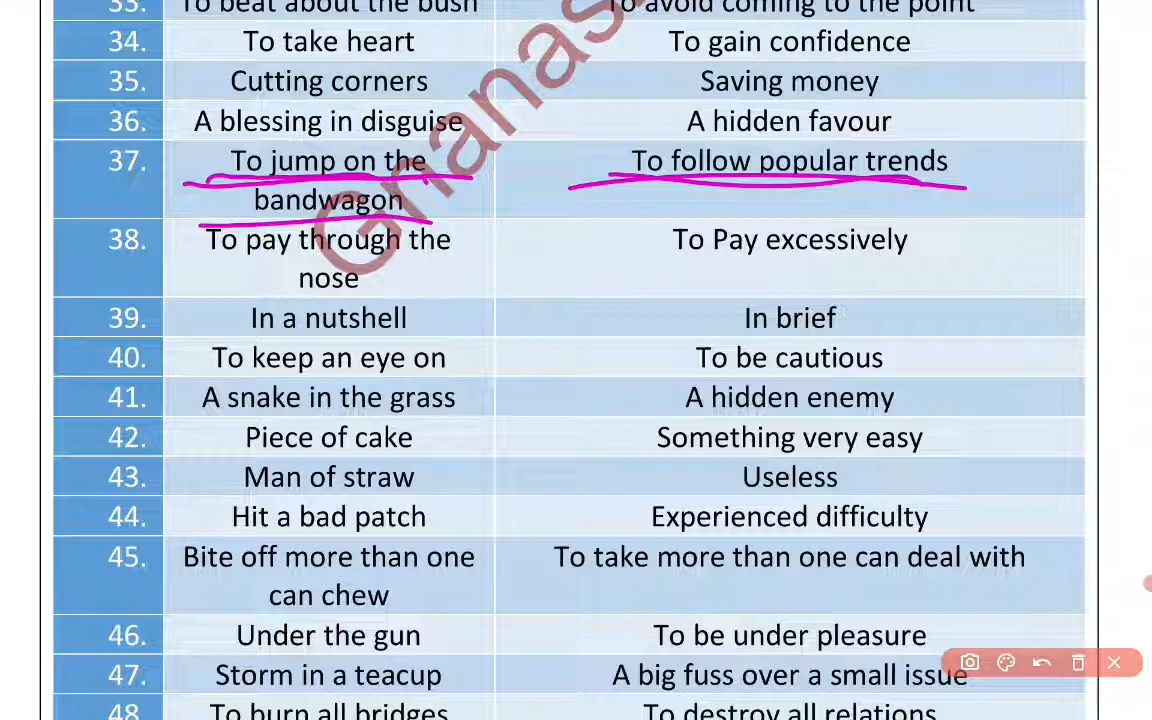 33. To beat about the bush To avoid coming to the point
34. To take heart To gain confidence
35. Cutting corners Saving money
36. A blessing in disguise A hidden favour
37. To jump on the To follow popular trends
bandwagon
38. To pay through the To Pay excessively
nose
39. In a nutshell In brief
40. To keep an eye on To be cautious
41. A snake in the grass A hidden enemy
42. Piece of cake Something very easy
43. Man of straw Useless
44. Hit a bad patch Experienced difficulty
45. Bite off more than one To take more than one can deal with
can chew
46. Under the gun To be under pleasure
47. Storm in a teacup A big fuss over a small issue
48. To burn all bridges To destroy all relations
Gnanas